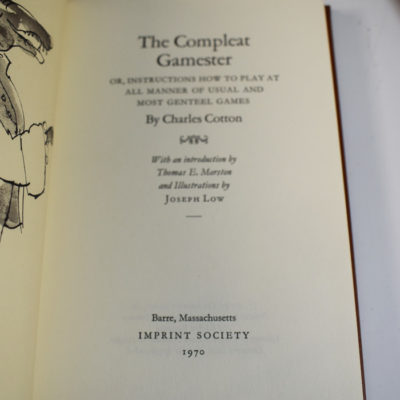 The Compleat
Gamester
OR, INSTRUCTIONS HOW TO PLAY AT
ALL MANNER OF USUAL AND
MOST GENTEEL GAMES
By Charles Cotton
With an introduction by
Thomas E. Marston
and Illustrations by
JOSEPH LOW
Barre, Massachusetts
IMPRINT SOCIETY
1970